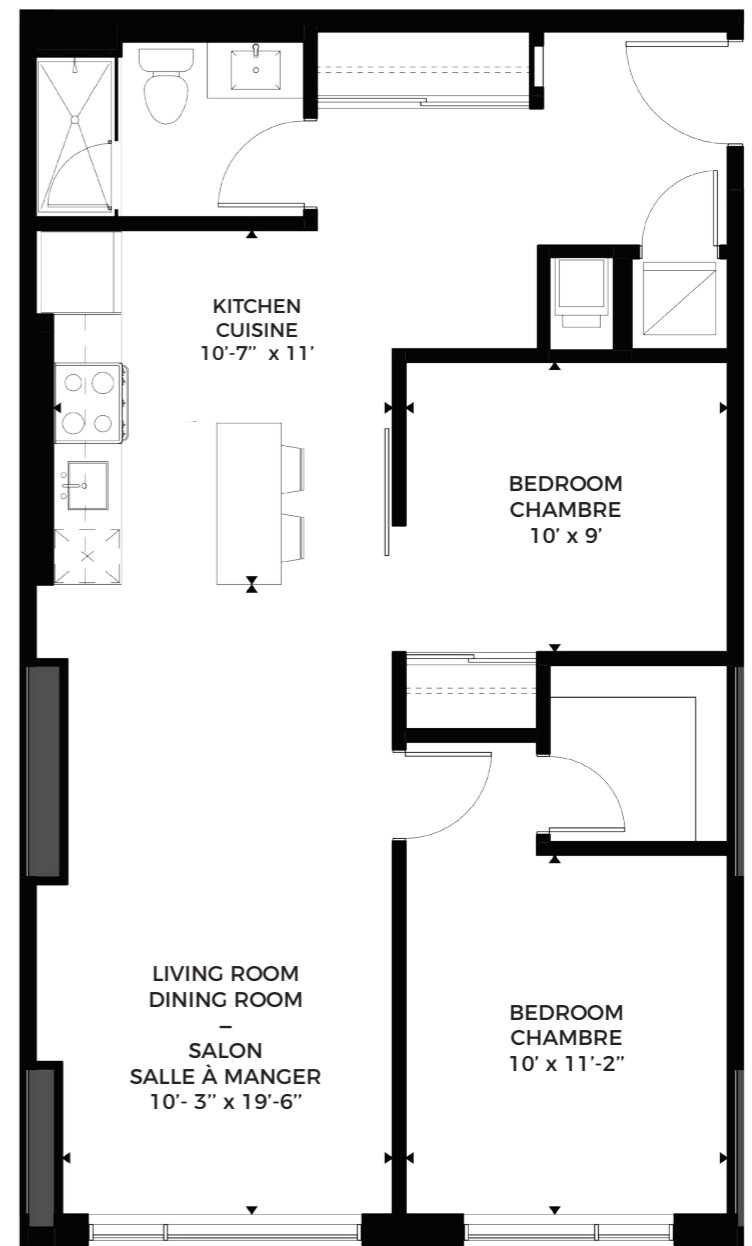 KITCHEN
CUISINE
10'-7’’ x 11'
BEDROOM
CHAMBRE
10' x 9'
LIVING ROOM
DINING ROOM
–
SALON
SALLE À MANGER
10'- 3’’ x 19'-6’’
BEDROOM
CHAMBRE
10' x 11'-2’’